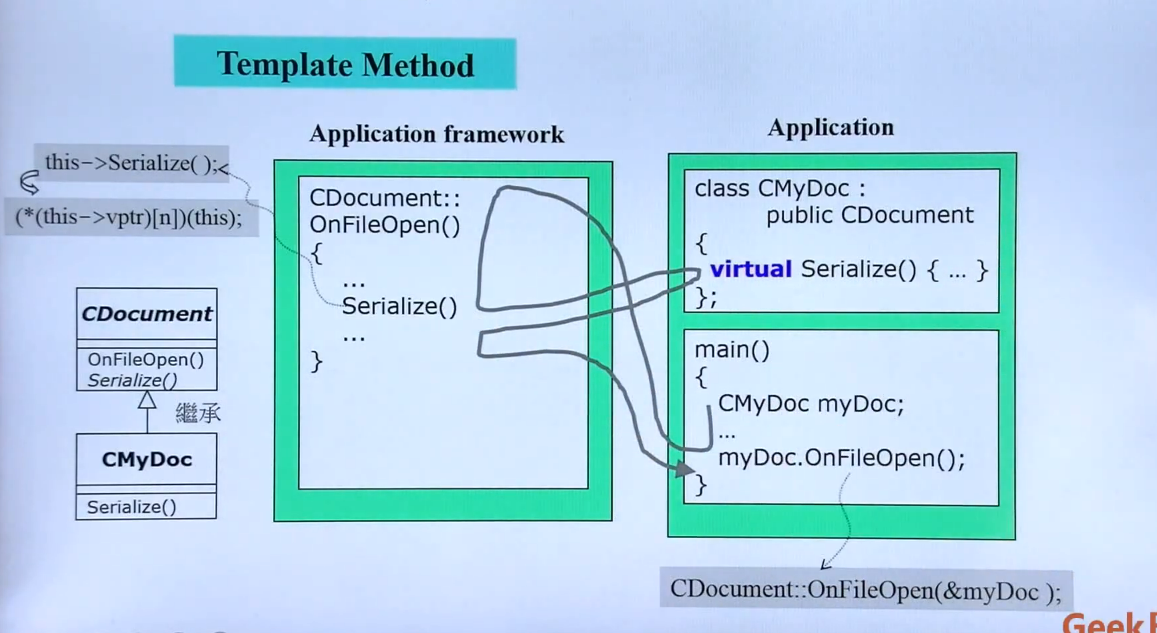 Template Method
Application framework
Application
this->Serialize( );
(*(this->vptr)[n])(this);
CDocument::
OnFileOpen()
{
...
Serialize()
...
}
class CMyDoc :
public CDocument
{
virtual Serialize() { ... }
};
main()
{
CMyDoc myDoc;
...
myDoc.OnFileOpen();
}
CDocument
OnFileOpen()
Serialize()
繼承
CMyDoc
Serialize()
CDocument::OnFileOpen(&myDoc );
Geek